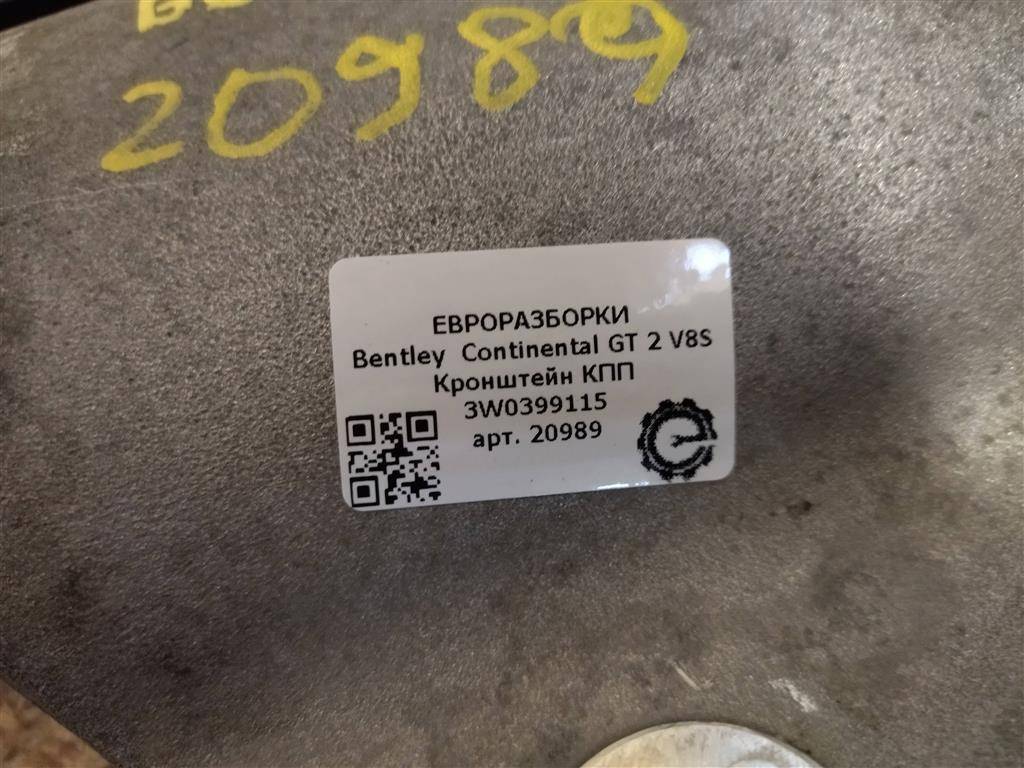 20989
ЕВРОРАЗБОРКИ
Bentley Continental GT 2 V8S
Кронштейн КПП
3W0399115
арт. 20989